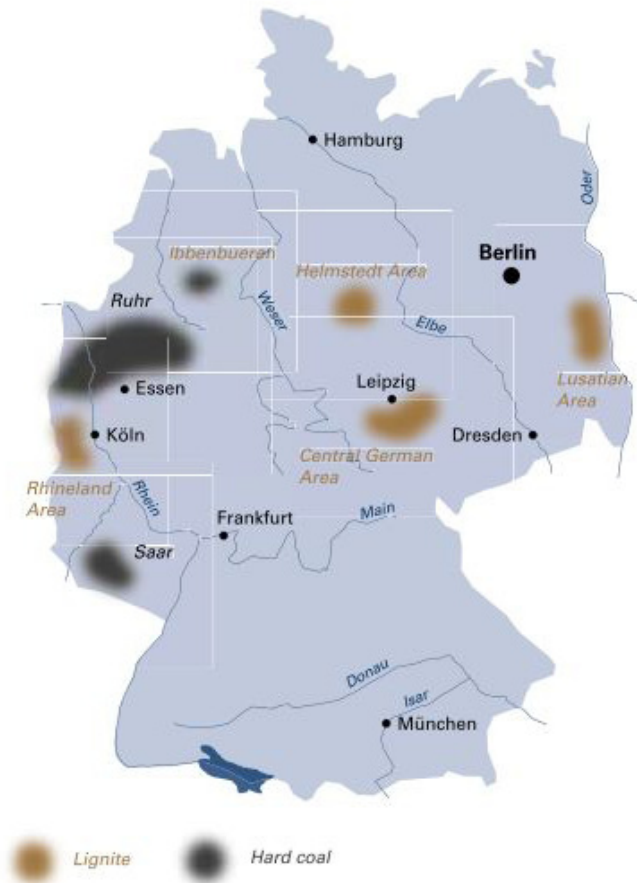 Hamburg
Oder
Ibbenbueren
Helmstedt Area
Berlin
Ruhr
Weser
Elbe
Essen
Leipzig
Lusatian
Area
Köln
Dresden
Central German
Area
Rhineland
Area
Rhein
Frankfurt
Main
Saar
Donau
Isar
München
Lignite
Hard coal